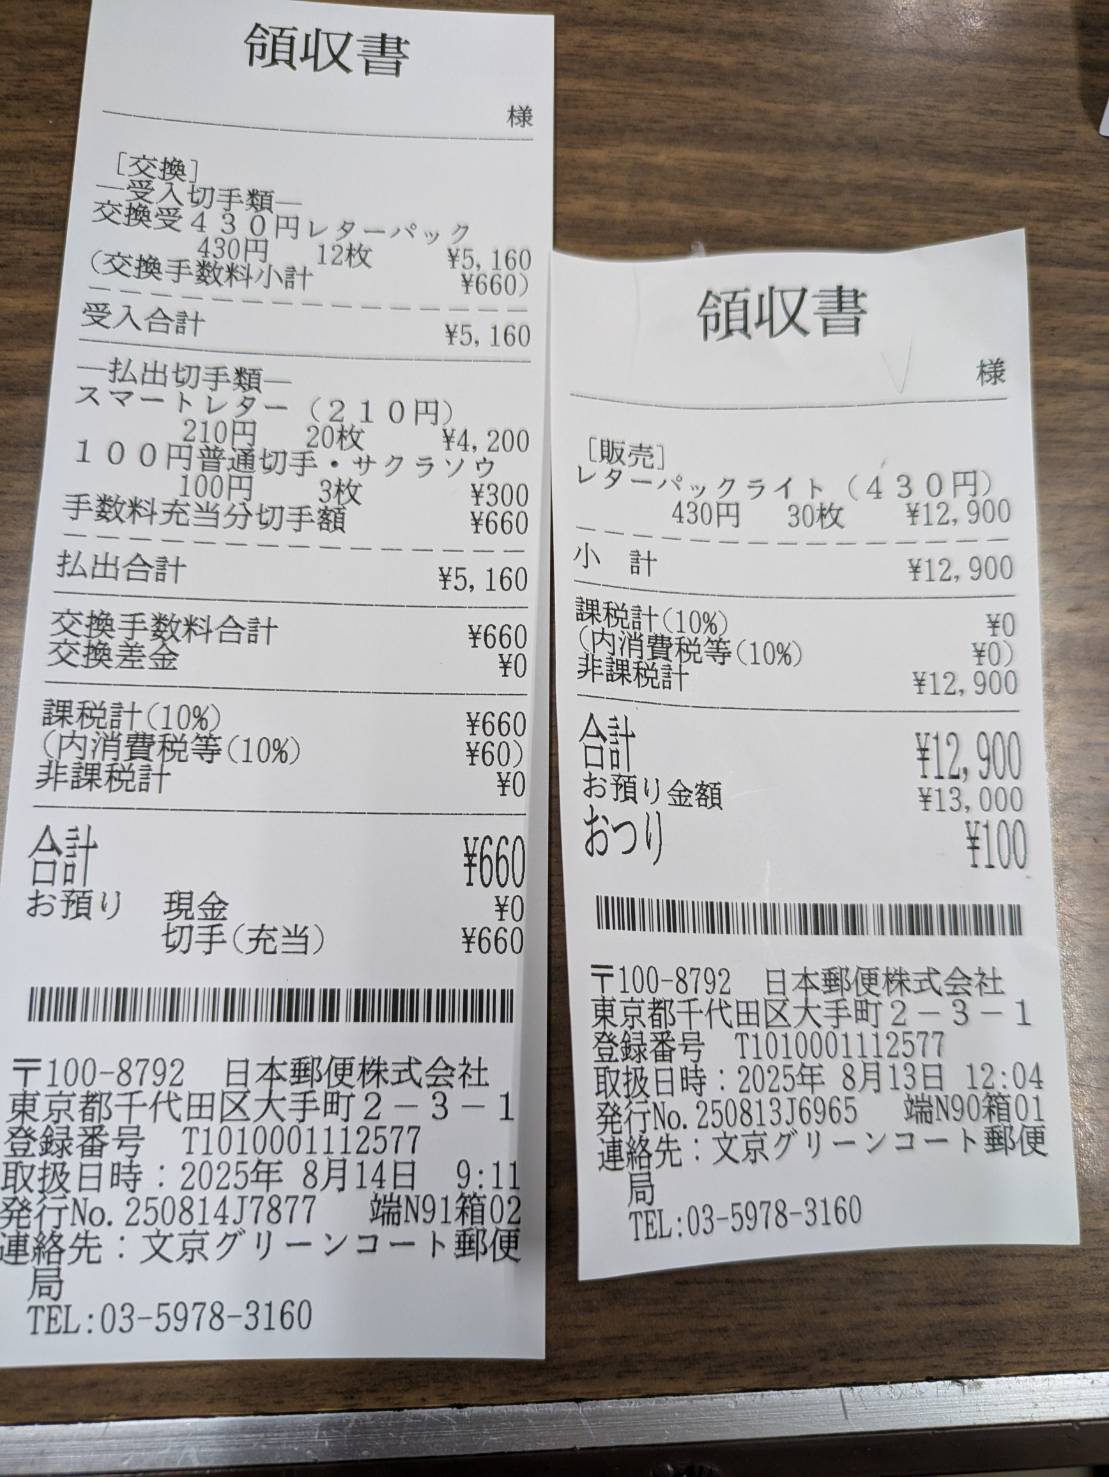 領収書
様
[交換]
―受入切手類―
交換受430円レターパック
430円 12枚 ¥5,160
(交換手数料小計 ¥660)
受入合計 ¥5,160
―払出切手類―
スマートレター(210円)
210円 20枚 ¥4,200
100円普通切手・サクラソウ
100円 3枚 ¥300
手数料充当分切手額 ¥660
払出合計 ¥5,160
交換手数料合計 ¥660
交換差金 ¥0
課税計(10%) ¥660
(内消費税等(10%) ¥60)
非課税計 ¥0
合計 ¥660
お預り 現金 ¥0
切手(充当) ¥660
〒100-8792 日本郵便株式会社
東京都千代田区大手町2-3-1
登録番号 T1010001112577
取扱日時:2025年 8月14日 9:11
発行No.250814J7877 端N91箱02
連絡先:文京グリーンコート郵便
局
TEL:03-5978-3160
領収書
様
[販売]
レターパックライト(430円)
430円 30枚 ¥12,900
小 計 ¥12,900
課税計(10%) ¥0
(内消費税等(10%) ¥0)
非課税計 ¥12,900
合計 ¥12,900
お預り金額 ¥13,000
おつり ¥100
〒100-8792 日本郵便株式会社
東京都千代田区大手町2-3-1
登録番号 T1010001112577
取扱日時:2025年 8月13日 12:04
発行No.250813J6965 端N90箱01
連絡先:文京グリーンコート郵便
局
TEL:03-5978-3160